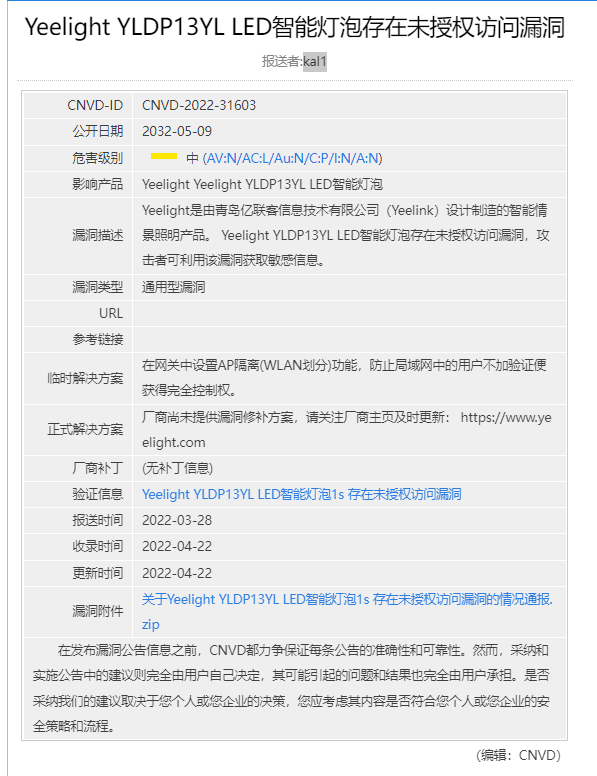 Yeelight YLDP13YL LED智能灯泡存在未授权访问漏洞
报送者:kal1
CNVD-ID CNVD-2022-31603
公开日期 2032-05-09
危害级别 中 (AV:N/AC:L/Au:N/C:P/I:N/A:N)
影响产品 Yeelight Yeelight YLDP13YL LED智能灯泡
漏洞描述 Yeelight是由青岛亿联客信息技术有限公司（Yeelink）设计制造的智能情
景照明产品。 Yeelight YLDP13YL LED智能灯泡存在未授权访问漏洞，攻
击者可利用该漏洞获取敏感信息。
漏洞类型 通用型漏洞
URL
参考链接
临时解决方案 在网关中设置AP隔离(WLAN划分)功能，防止局域网中的用户不加验证便
获得完全控制权。
正式解决方案 厂商尚未提供漏洞修补方案，请关注厂商主页及时更新： https://www.ye
elight.com
厂商补丁 (无补丁信息)
验证信息 Yeelight YLDP13YL LED智能灯泡1s 存在未授权访问漏洞
报送时间 2022-03-28
收录时间 2022-04-22
更新时间 2022-04-22
漏洞附件 关于Yeelight YLDP13YL LED智能灯泡1s 存在未授权访问漏洞的情况通报.
zip
在发布漏洞公告信息之前，CNVD都力争保证每条公告的准确性和可靠性。然而，采纳和
实施公告中的建议则完全由用户自己决定，其可能引起的问题和结果也完全由用户承担。是否
采纳我们的建议取决于您个人或您企业的决策，您应考虑其内容是否符合您个人或您企业的安
全策略和流程。
(编辑：CNVD)